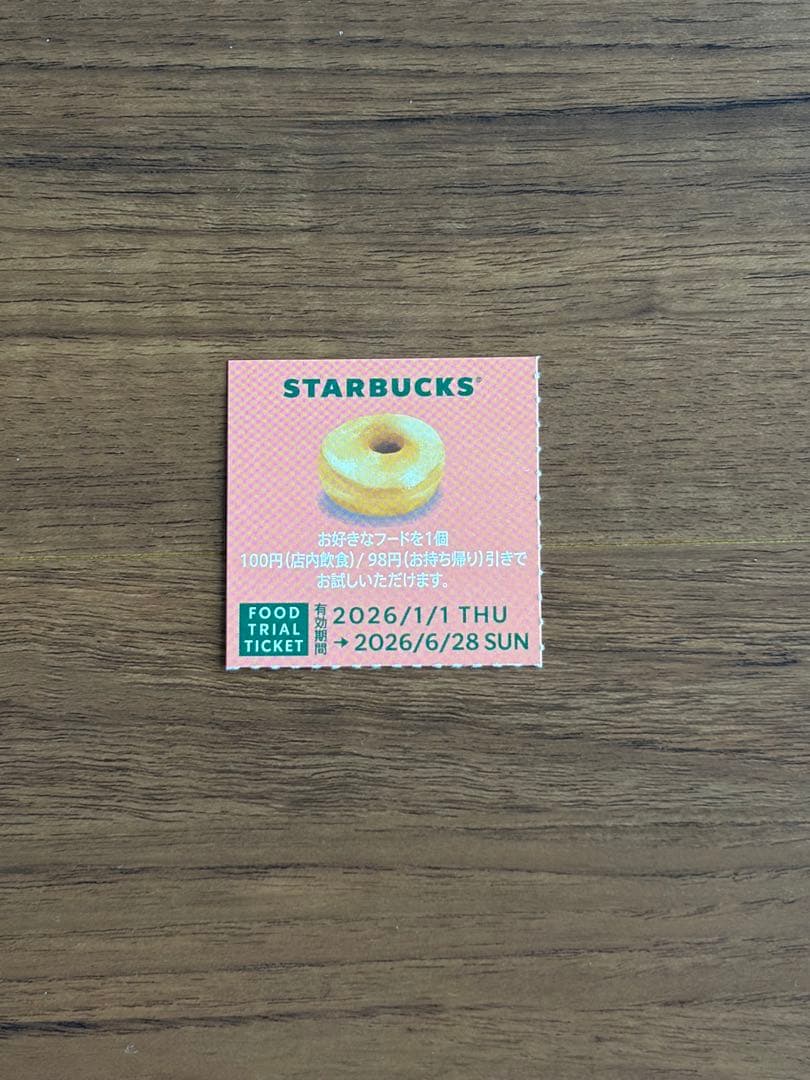 STARBUCKS®
お好きなフードを1個
100円(店内飲食)/98円(お持ち帰り)引きで
お試しいただけます。
FOOD
TRIAL
TICKET
有効期間
2026/1/1 THU
→2026/6/28 SUN